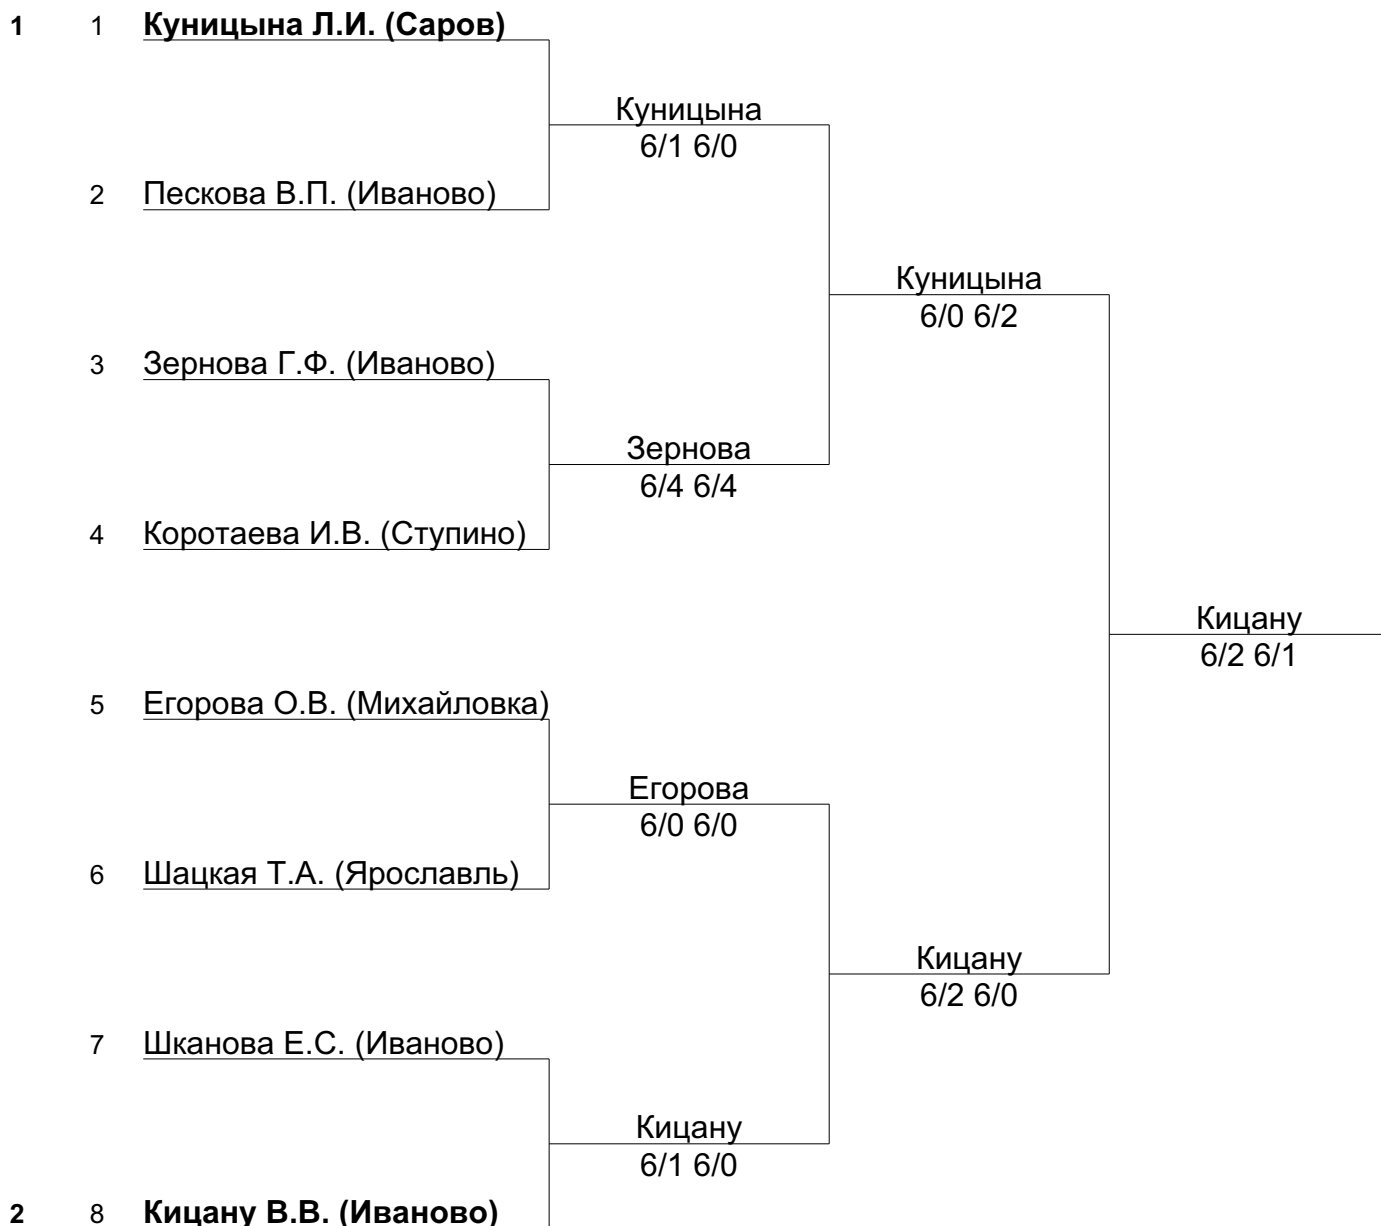 1 1 Куницына Л.И. (Саров)
Куницына
6/1 6/0
2 Пескова В.П. (Иваново)
Куницына
6/0 6/2
3 Зернова Г.Ф. (Иваново)
Зернова
6/4 6/4
4 Коротаева И.В. (Ступино)
Кицану
6/2 6/1
5 Егорова О.В. (Михайловка)
Егорова
6/0 6/0
6 Шацкая Т.А. (Ярославль)
Кицану
6/2 6/0
7 Шканова Е.С. (Иваново)
Кицану
6/1 6/0
2 8 Кицану В.В. (Иваново)